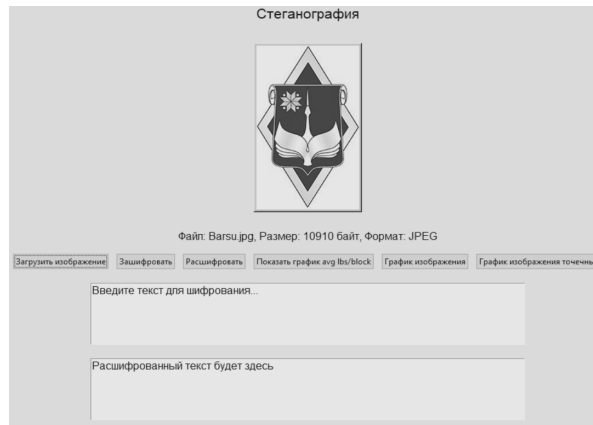 Стеганография
Файл: Barsu.jpg, Размер: 10910 байт, Формат: JPEG
Загрузить изображение Зашифровать Расшифровать Показать график avg lbs/block График изображения График изображения точечны
Введите текст для шифрования...
Расшифрованный текст будет здесь